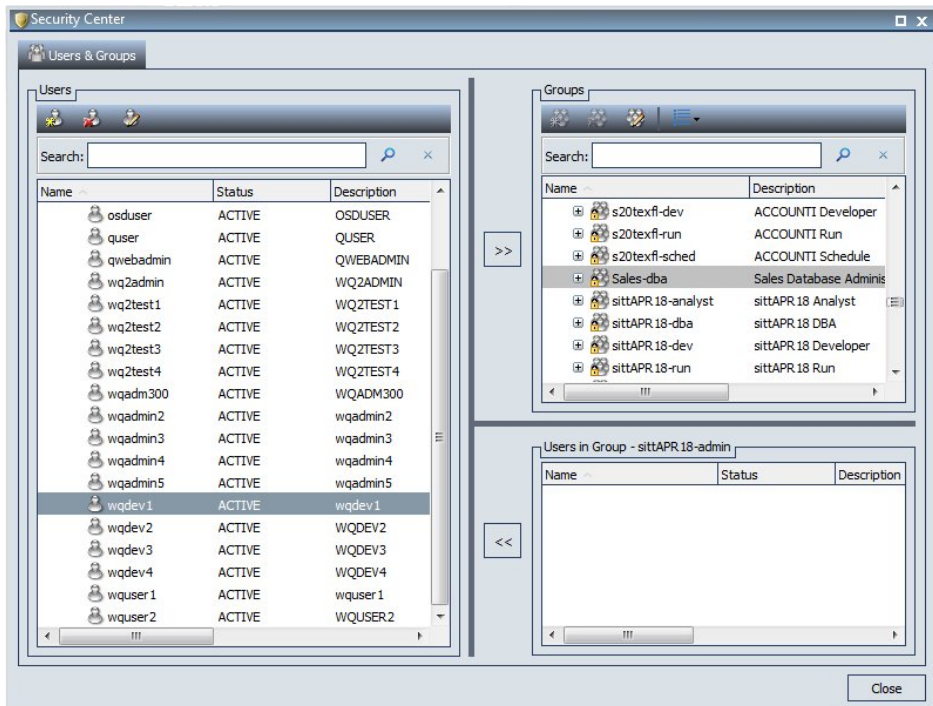 Security Center
Users & Groups
Users
Search:
Name Status Description
osduser ACTIVE OSDUSER
quser ACTIVE QUSER
qwebadmin ACTIVE QWEBADMIN
wq2admin ACTIVE WQ2ADMIN
wq2test1 ACTIVE WQ2TEST1
wq2test2 ACTIVE WQ2TEST2
wq2test3 ACTIVE WQ2TEST3
wq2test4 ACTIVE WQ2TEST4
wqadm300 ACTIVE WQADM300
wqadmin2 ACTIVE wqadmin2
wqadmin3 ACTIVE wqadmin3
wqadmin4 ACTIVE wqadmin4
wqadmin5 ACTIVE wqadmin5
wqdev1 ACTIVE wqdev1
wqdev2 ACTIVE WQDEV2
wqdev3 ACTIVE WQDEV3
wqdev4 ACTIVE WQDEV4
wquser1 ACTIVE wquser1
wquser2 ACTIVE WQUSER2
>>
<<
Groups
Search:
Name Description
s20texfl-dev ACCOUNTI Developer
s20texfl-run ACCOUNTI Run
s20texfl-sched ACCOUNTI Schedule
Sales-dba Sales Database Adminis
sittAPR18-analyst sittAPR18 Analyst
sittAPR18-dba sittAPR18 DBA
sittAPR18-dev sittAPR18 Developer
sittAPR18-run sittAPR18 Run
Users in Group - sittAPR18-admin
Name Status Description
Close